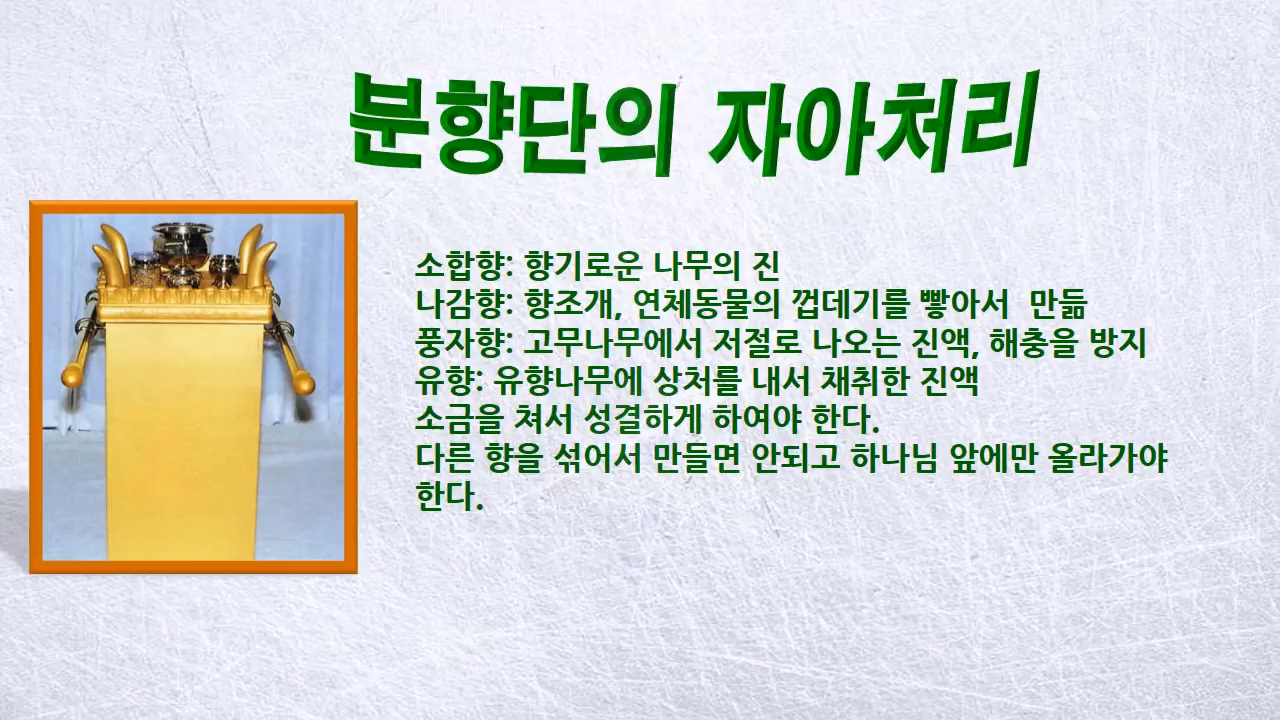 분향단의 자아처리
소합향: 향기로운 나무의 진
나감향: 향조개, 연체동물의 껍데기를 빻아서  만듦
풍자향: 고무나무에서 저절로 나오는 진액, 해충을 방지
유향: 유향나무에 상처를 내서 채취한 진액
소금을 쳐서 성결하게 하여야 한다.
다른 향을 섞어서 만들면 안되고 하나님 앞에만 올라가야
한다.